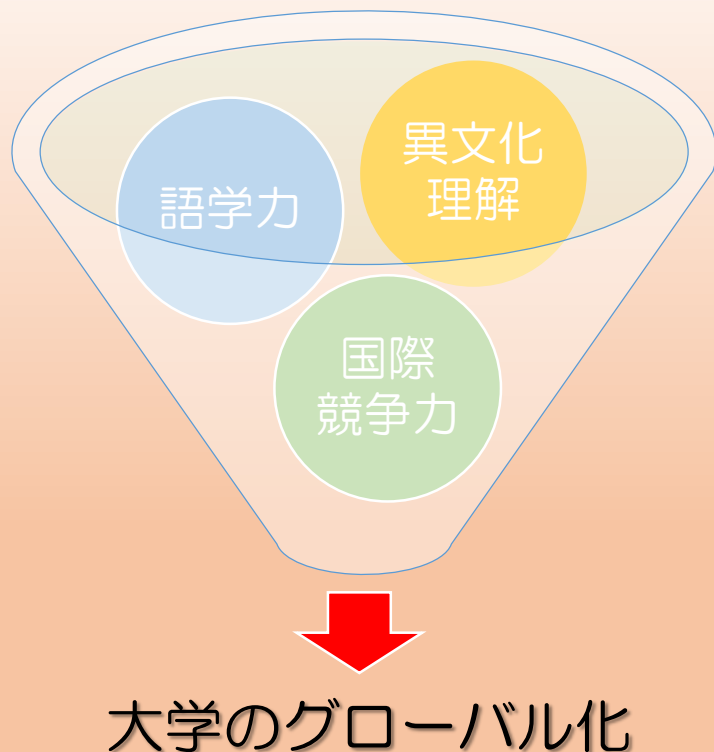 語学力
異文化
理解
国際
競争力
大学のグローバル化